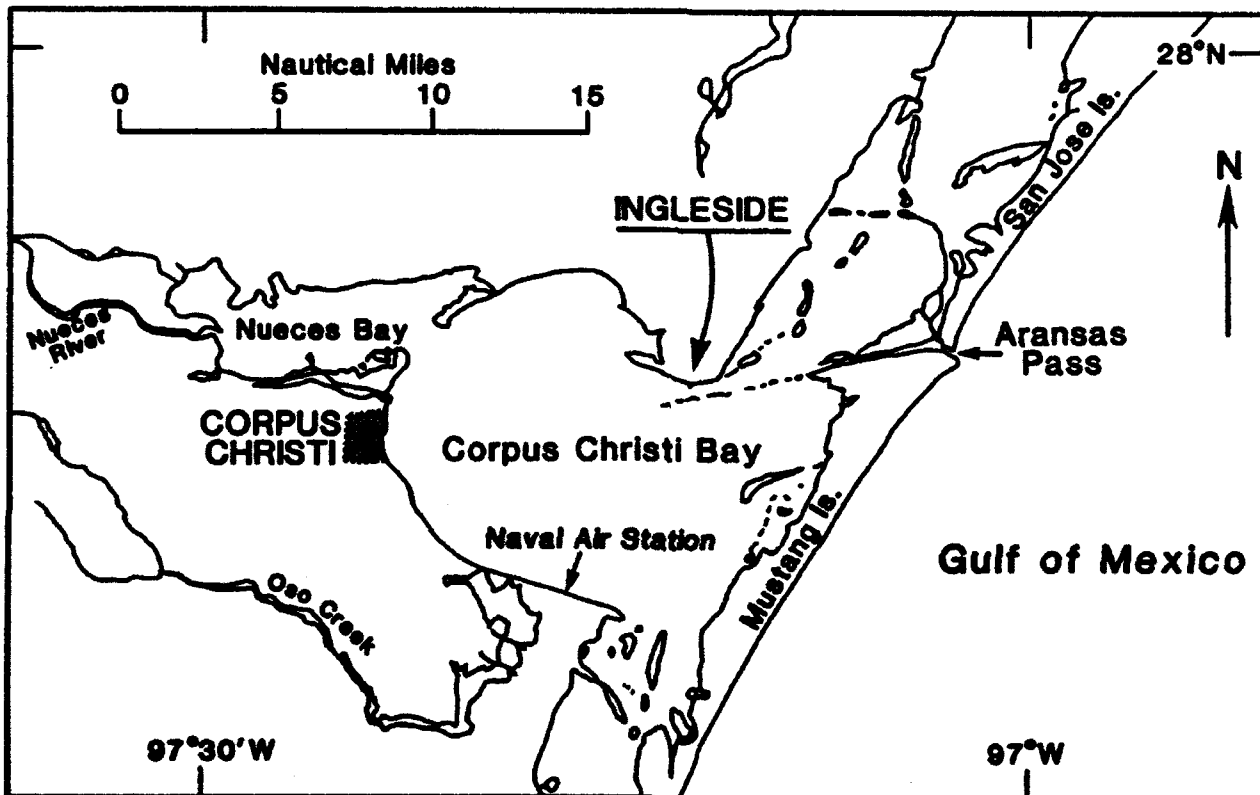 Nautical Miles
0 5 10 15
28°N
San Jose Is.
N
INGLESIDE
Nueces
River
Nueces Bay
Aransas
Pass
CORPUS
CHRISTI
Corpus Christi Bay
Naval Air Station
Mustang Is.
Gulf of Mexico
Oso Creek
97°30'W
97°W